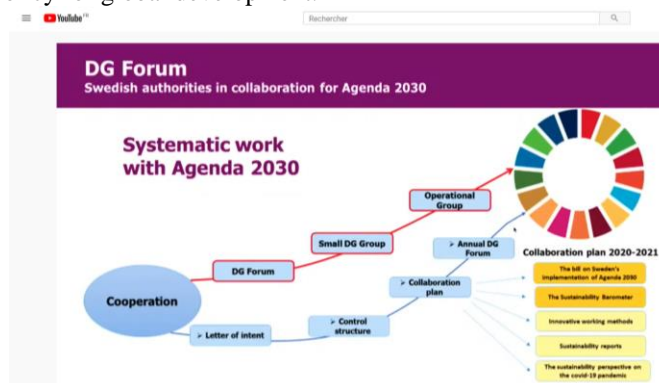 YouTube FR
Rechercher
DG Forum
Swedish authorities in collaboration for Agenda 2030
Systematic work
with Agenda 2030
Operational
Group
Small DG Group
➢ Annual DG
Forum
DG Forum
Collaboration plan 2020-2021
Cooperation
➢ Collaboration
plan
➢ Control
structure
➢ Letter of intent
The bill on Sweden's
implementation of Agenda 2030
The Sustainability Barometer
Innovative working methods
Sustainability reports
The sustainability perspective on
the covid-19 pandemic